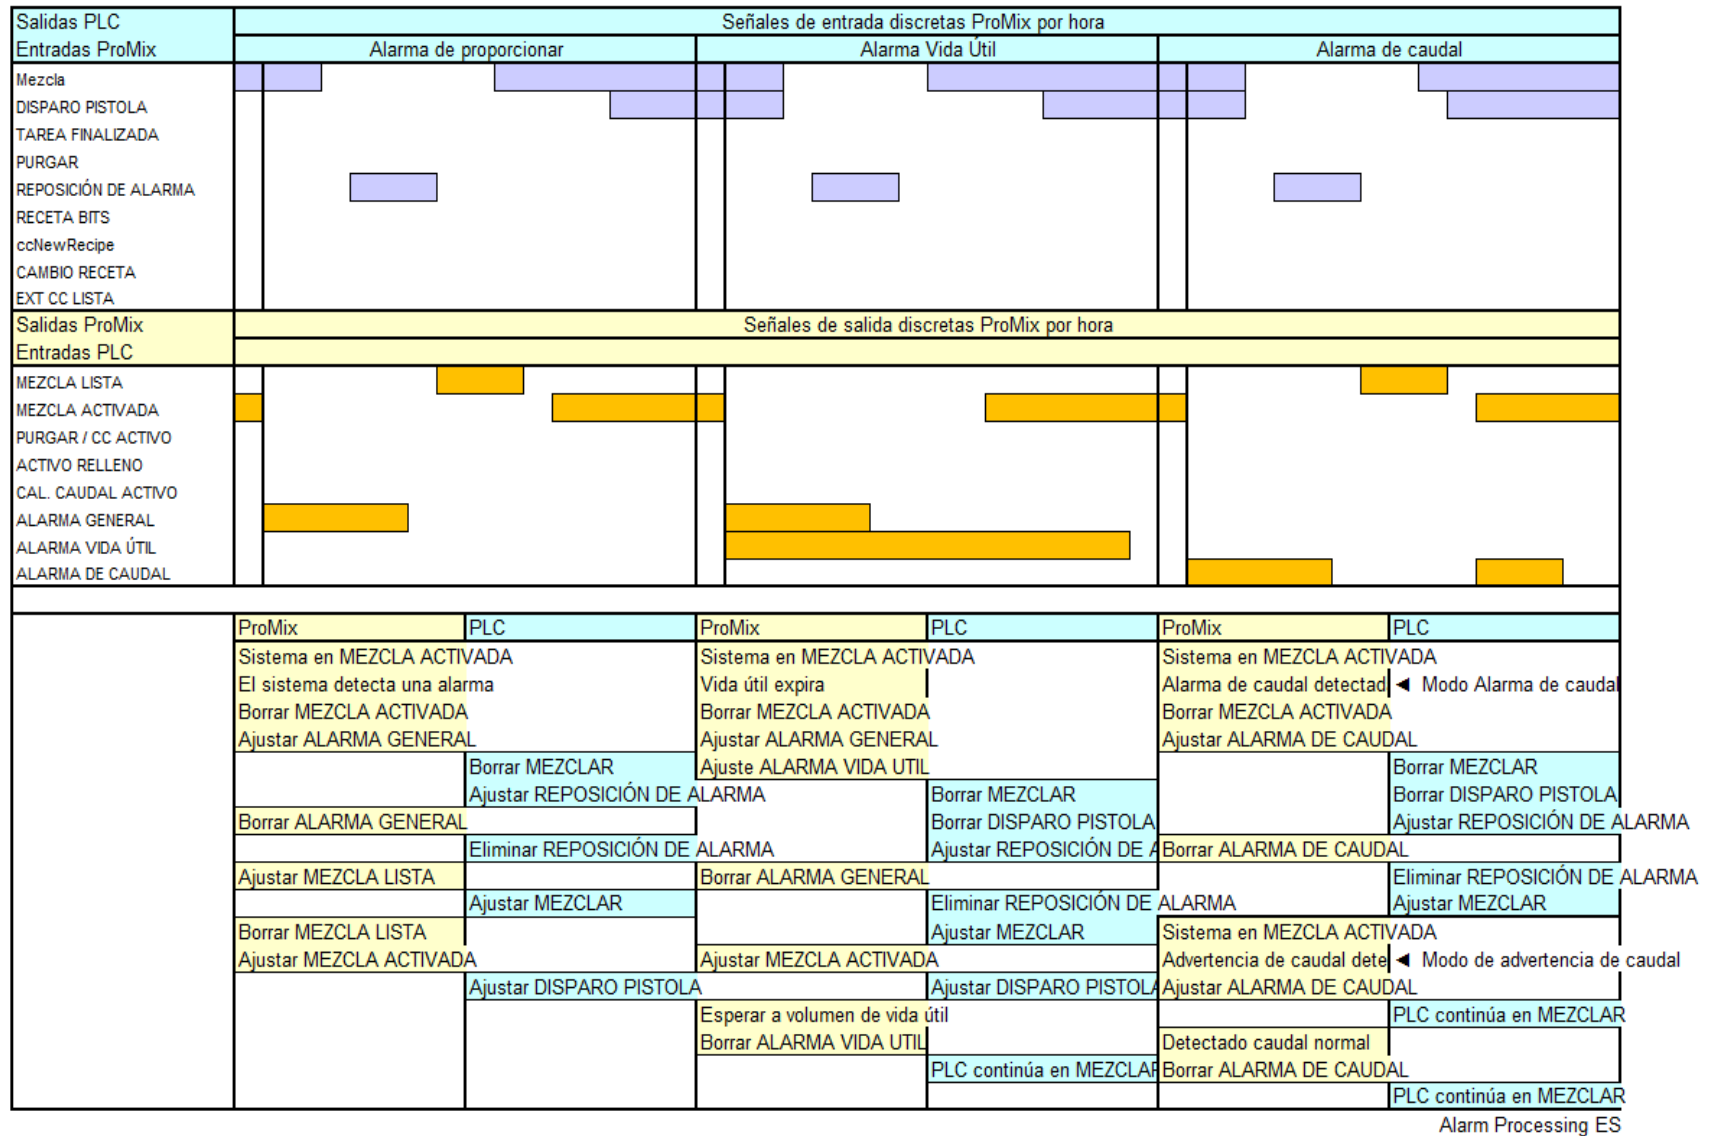 Salidas PLC Señales de entrada discretas ProMix por hora
Entradas ProMix Alarma de proporcionar Alarma Vida Útil Alarma de caudal
Mezcla
DISPARO PISTOLA
TAREA FINALIZADA
PURGAR
REPOSICIÓN DE ALARMA
RECETA BITS
ccNewRecipe
CAMBIO RECETA
EXT CC LISTA
Salidas ProMix Señales de salida discretas ProMix por hora
Entradas PLC
MEZCLA LISTA
MEZCLA ACTIVADA
PURGAR / CC ACTIVO
ACTIVO RELLENO
CAL. CAUDAL ACTIVO
ALARMA GENERAL
ALARMA VIDA ÚTIL
ALARMA DE CAUDAL
ProMix PLC ProMix PLC ProMix PLC
Sistema en MEZCLA ACTIVADA Sistema en MEZCLA ACTIVADA Sistema en MEZCLA ACTIVADA
El sistema detecta una alarma Vida útil expira Alarma de caudal detectad ◄ Modo Alarma de caudal
Borrar MEZCLA ACTIVADA Borrar MEZCLA ACTIVADA Borrar MEZCLA ACTIVADA
Ajustar ALARMA GENERAL Ajustar ALARMA GENERAL Ajustar ALARMA DE CAUDAL
Borrar MEZCLAR Ajuste ALARMA VIDA UTIL Borrar MEZCLAR
Ajustar REPOSICIÓN DE ALARMA Borrar MEZCLAR Borrar DISPARO PISTOLA
Borrar ALARMA GENERAL Borrar DISPARO PISTOLA Ajustar REPOSICIÓN DE ALARMA
Eliminar REPOSICIÓN DE ALARMA Ajustar REPOSICIÓN DE A Borrar ALARMA DE CAUDAL
Ajustar MEZCLA LISTA Borrar ALARMA GENERAL Eliminar REPOSICIÓN DE ALARMA
Ajustar MEZCLAR Eliminar REPOSICIÓN DE ALARMA Ajustar MEZCLAR
Borrar MEZCLA LISTA Ajustar MEZCLAR Sistema en MEZCLA ACTIVADA
Ajustar MEZCLA ACTIVADA Ajustar MEZCLA ACTIVADA Advertencia de caudal dete ◄ Modo de advertencia de caudal
Ajustar DISPARO PISTOLA Ajustar DISPARO PISTOLA Ajustar ALARMA DE CAUDAL
Esperar a volumen de vida útil PLC continúa en MEZCLAR
Borrar ALARMA VIDA UTIL Detectado caudal normal
PLC continúa en MEZCLAR Borrar ALARMA DE CAUDAL
PLC continúa en MEZCLAR
Alarm Processing ES